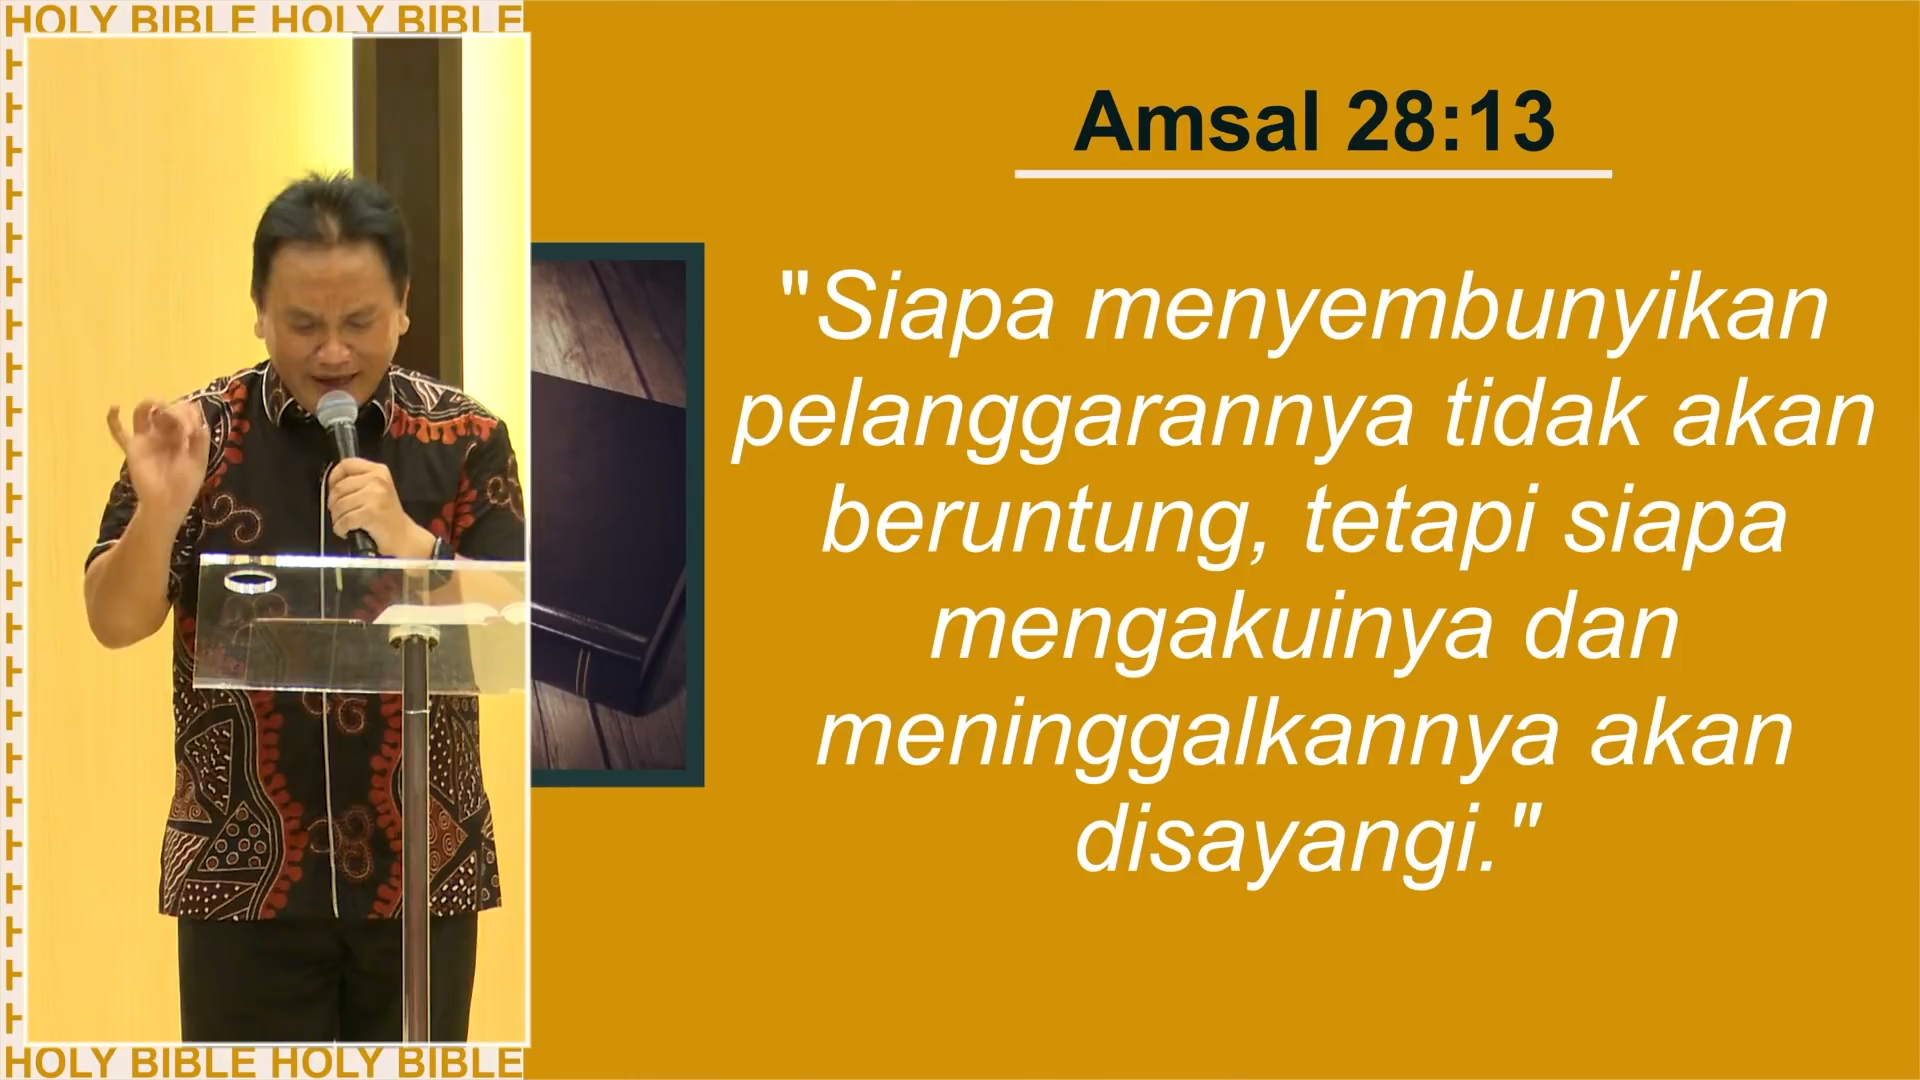 HOLY BIBLE HOLY BIBLE
Amsal 28:13
"Siapa menyembunyikan
pelanggarannya tidak akan
beruntung, tetapi siapa
mengakuinya dan
meninggalkannya akan
disayangi."
HOLY BIBLE HOLY BIBLE